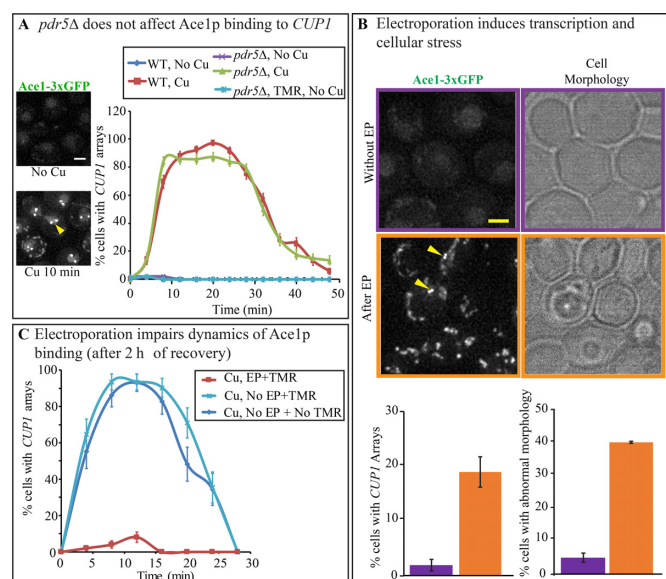 A pdr5Δ does not affect Ace1p binding to CUP1
WT, No Cu
WT, Cu
pdr5Δ, No Cu
pdr5Δ, Cu
pdr5Δ, TMR, No Cu
Ace1-3xGFP
No Cu
Cu 10 min
% cells with CUP1 arrays
120
100
80
60
40
20
0
0 10 20 30 40 50
Time (min)
B Electroporation induces transcription and
cellular stress
Ace1-3xGFP
Cell
Morphology
Without EP
After EP
% cells with CUP1 Arrays
30
20
10
0
% cells with abnormal morphology
50
40
30
20
10
0
C Electroporation impairs dynamics of Ace1p
binding (after 2 h of recovery)
Cu, EP+TMR
Cu, No EP+TMR
Cu, No EP + No TMR
% cells with CUP1 arrays
100
80
60
40
20
0
0 5 10 15 20 25 30
Time (min)